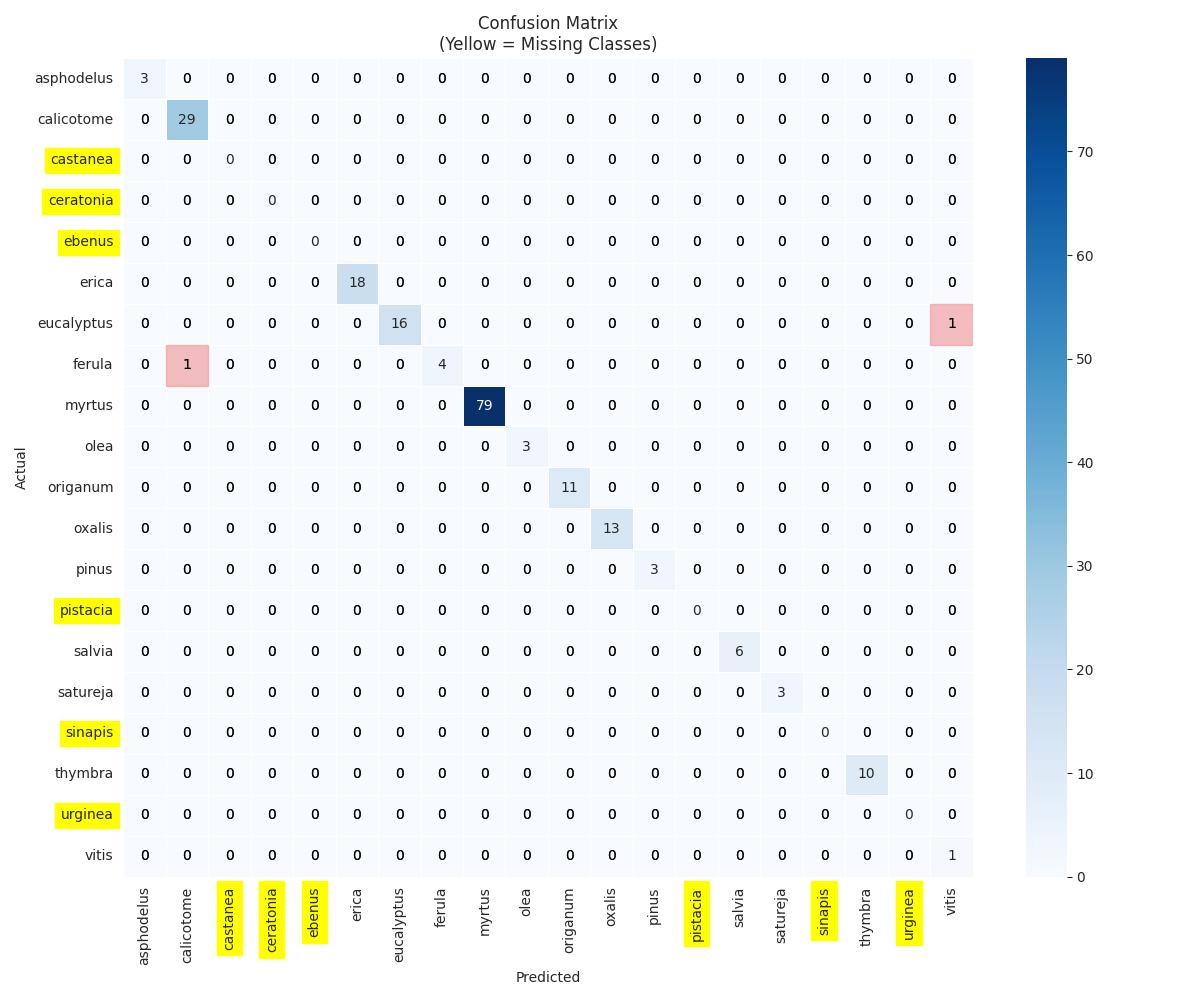 Confusion Matrix
(Yellow = Missing Classes)
asphodelus 3 0 0 0 0 0 0 0 0 0 0 0 0 0 0 0 0 0 0 0
calicotome 0 29 0 0 0 0 0 0 0 0 0 0 0 0 0 0 0 0 0 0
castanea 0 0 0 0 0 0 0 0 0 0 0 0 0 0 0 0 0 0 0 0
ceratonia 0 0 0 0 0 0 0 0 0 0 0 0 0 0 0 0 0 0 0 0
ebenus 0 0 0 0 0 0 0 0 0 0 0 0 0 0 0 0 0 0 0 0
erica 0 0 0 0 0 18 0 0 0 0 0 0 0 0 0 0 0 0 0 0
eucalyptus 0 0 0 0 0 0 16 0 0 0 0 0 0 0 0 0 0 0 0 1
ferula 0 1 0 0 0 0 0 4 0 0 0 0 0 0 0 0 0 0 0 0
myrtus 0 0 0 0 0 0 0 0 79 0 0 0 0 0 0 0 0 0 0 0
olea 0 0 0 0 0 0 0 0 0 3 0 0 0 0 0 0 0 0 0 0
origanum 0 0 0 0 0 0 0 0 0 0 11 0 0 0 0 0 0 0 0 0
oxalis 0 0 0 0 0 0 0 0 0 0 0 13 0 0 0 0 0 0 0 0
pinus 0 0 0 0 0 0 0 0 0 0 0 0 3 0 0 0 0 0 0 0
pistacia 0 0 0 0 0 0 0 0 0 0 0 0 0 0 0 0 0 0 0 0
salvia 0 0 0 0 0 0 0 0 0 0 0 0 0 0 6 0 0 0 0 0
satureja 0 0 0 0 0 0 0 0 0 0 0 0 0 0 0 3 0 0 0 0
sinapis 0 0 0 0 0 0 0 0 0 0 0 0 0 0 0 0 0 0 0 0
thymbra 0 0 0 0 0 0 0 0 0 0 0 0 0 0 0 0 0 10 0 0
urginea 0 0 0 0 0 0 0 0 0 0 0 0 0 0 0 0 0 0 0 0
vitis 0 0 0 0 0 0 0 0 0 0 0 0 0 0 0 0 0 0 0 1
Actual
asphodelus
calicotome
castanea
ceratonia
ebenus
erica
eucalyptus
ferula
myrtus
olea
origanum
oxalis
pinus
pistacia
salvia
satureja
sinapis
thymbra
urginea
vitis
Predicted
70
60
50
40
30
20
10
0